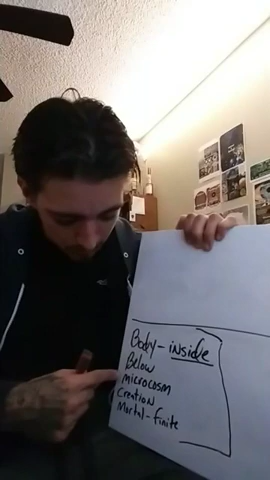 Body - inside
Below
microcosm
Creation
Mortal - finite